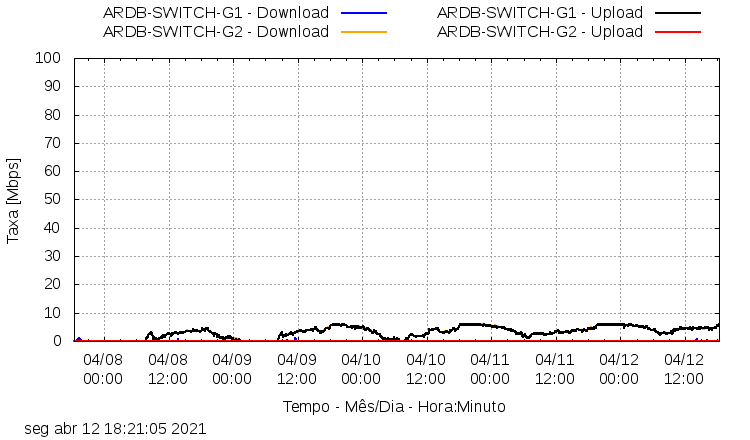 ARDB-SWITCH-G1 - Download ARDB-SWITCH-G1 - Upload
ARDB-SWITCH-G2 - Download ARDB-SWITCH-G2 - Upload
100
90
80
70
60
50
40
30
20
10
0
Taxa [Mbps]
04/08 04/08 04/09 04/09 04/10 04/10 04/11 04/11 04/12 04/12
00:00 12:00 00:00 12:00 00:00 12:00 00:00 12:00 00:00 12:00
Tempo - Mês/Dia - Hora:Minuto
seg abr 12 18:21:05 2021